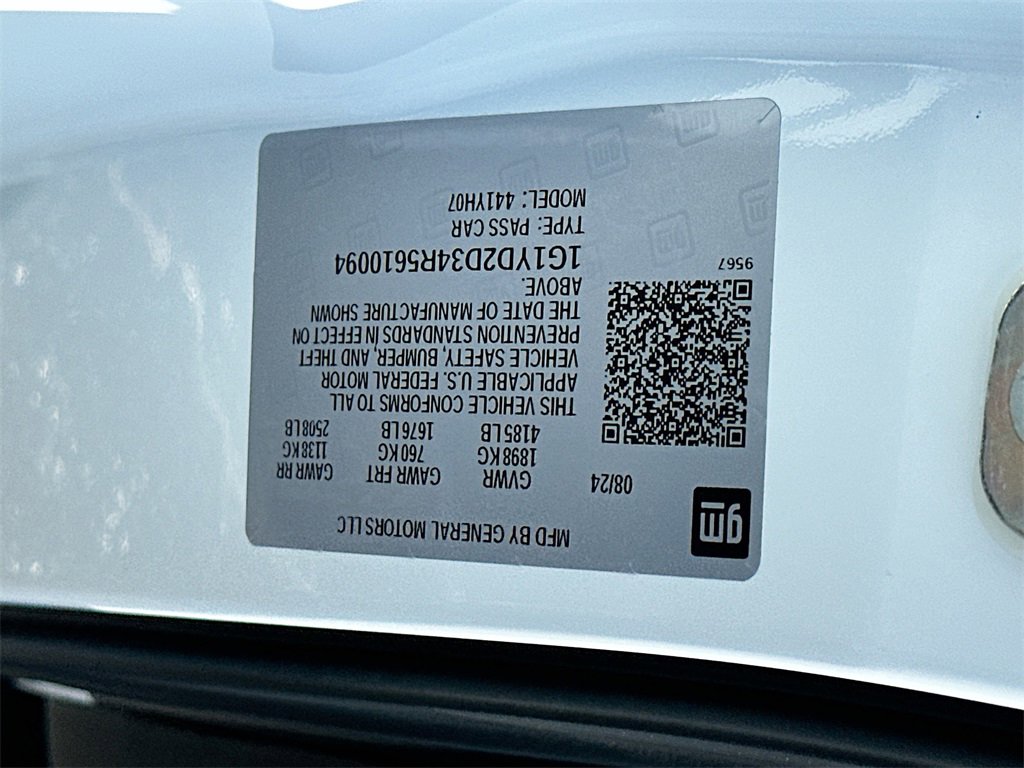 gm
MFD BY GENERAL MOTORS LLC
08/24
GVWR GAWR FRT GAWR RR
1898 KG 760 KG 1138 KG
4185 LB 1676 LB 2508 LB
THIS VEHICLE CONFORMS TO ALL
APPLICABLE U.S. FEDERAL MOTOR
VEHICLE SAFETY, BUMPER, AND THEFT
PREVENTION STANDARDS IN EFFECT ON
THE DATE OF MANUFACTURE SHOWN
ABOVE.
1G1YD2D34R5610094
9567
TYPE: PASS CAR
MODEL: 441YH07